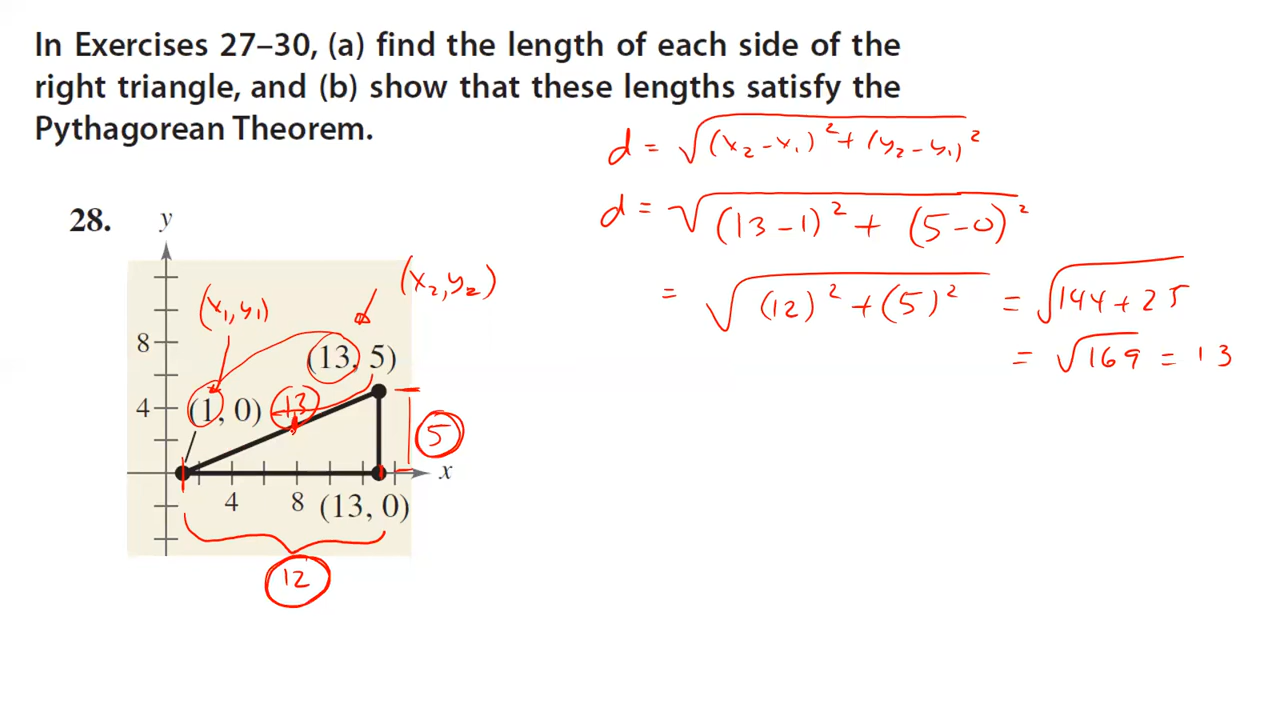 In Exercises 27–30, (a) find the length of each side of the
right triangle, and (b) show that these lengths satisfy the
Pythagorean Theorem.
d = √(x₂ − x₁)² + (y₂ − y₁)²
d = √(13 − 1)² + (5 − 0)²
= √(12)² + (5)² = √144 + 25
= √169 = 13
28.
y
(x₂, y₂)
(x₁, y₁)
8
(13, 5)
4
(1, 0)
13
5
x
4
8
(13, 0)
12